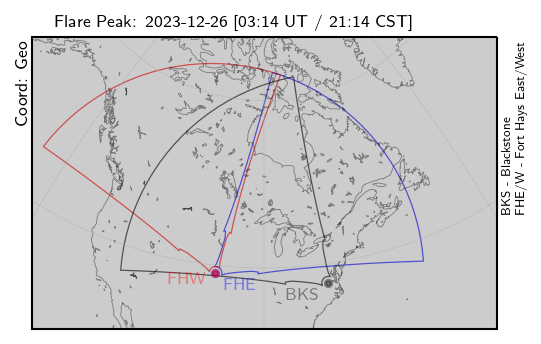 Flare Peak: 2023-12-26 [03:14 UT / 21:14 CST]
Coord: Geo
BKS - Blackstone
FHE/W - Fort Hays East/West
FHW
FHE
BKS